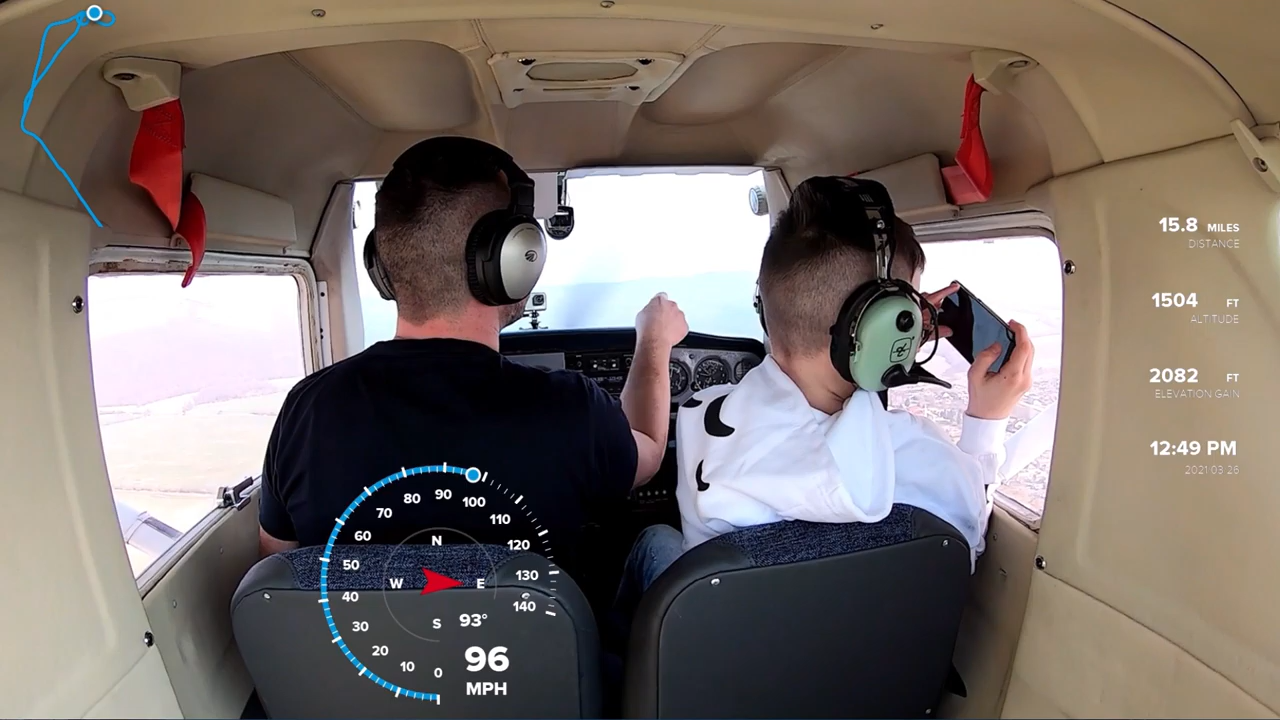 15.8 MILES
DISTANCE
1504 FT
ALTITUDE
2082 FT
ELEVATION GAIN
12:49 PM
2021 03 26
80 90 100
70 110
60 120
50 130
40 140
30
20
10 0
N
W E
S 93°
96
MPH